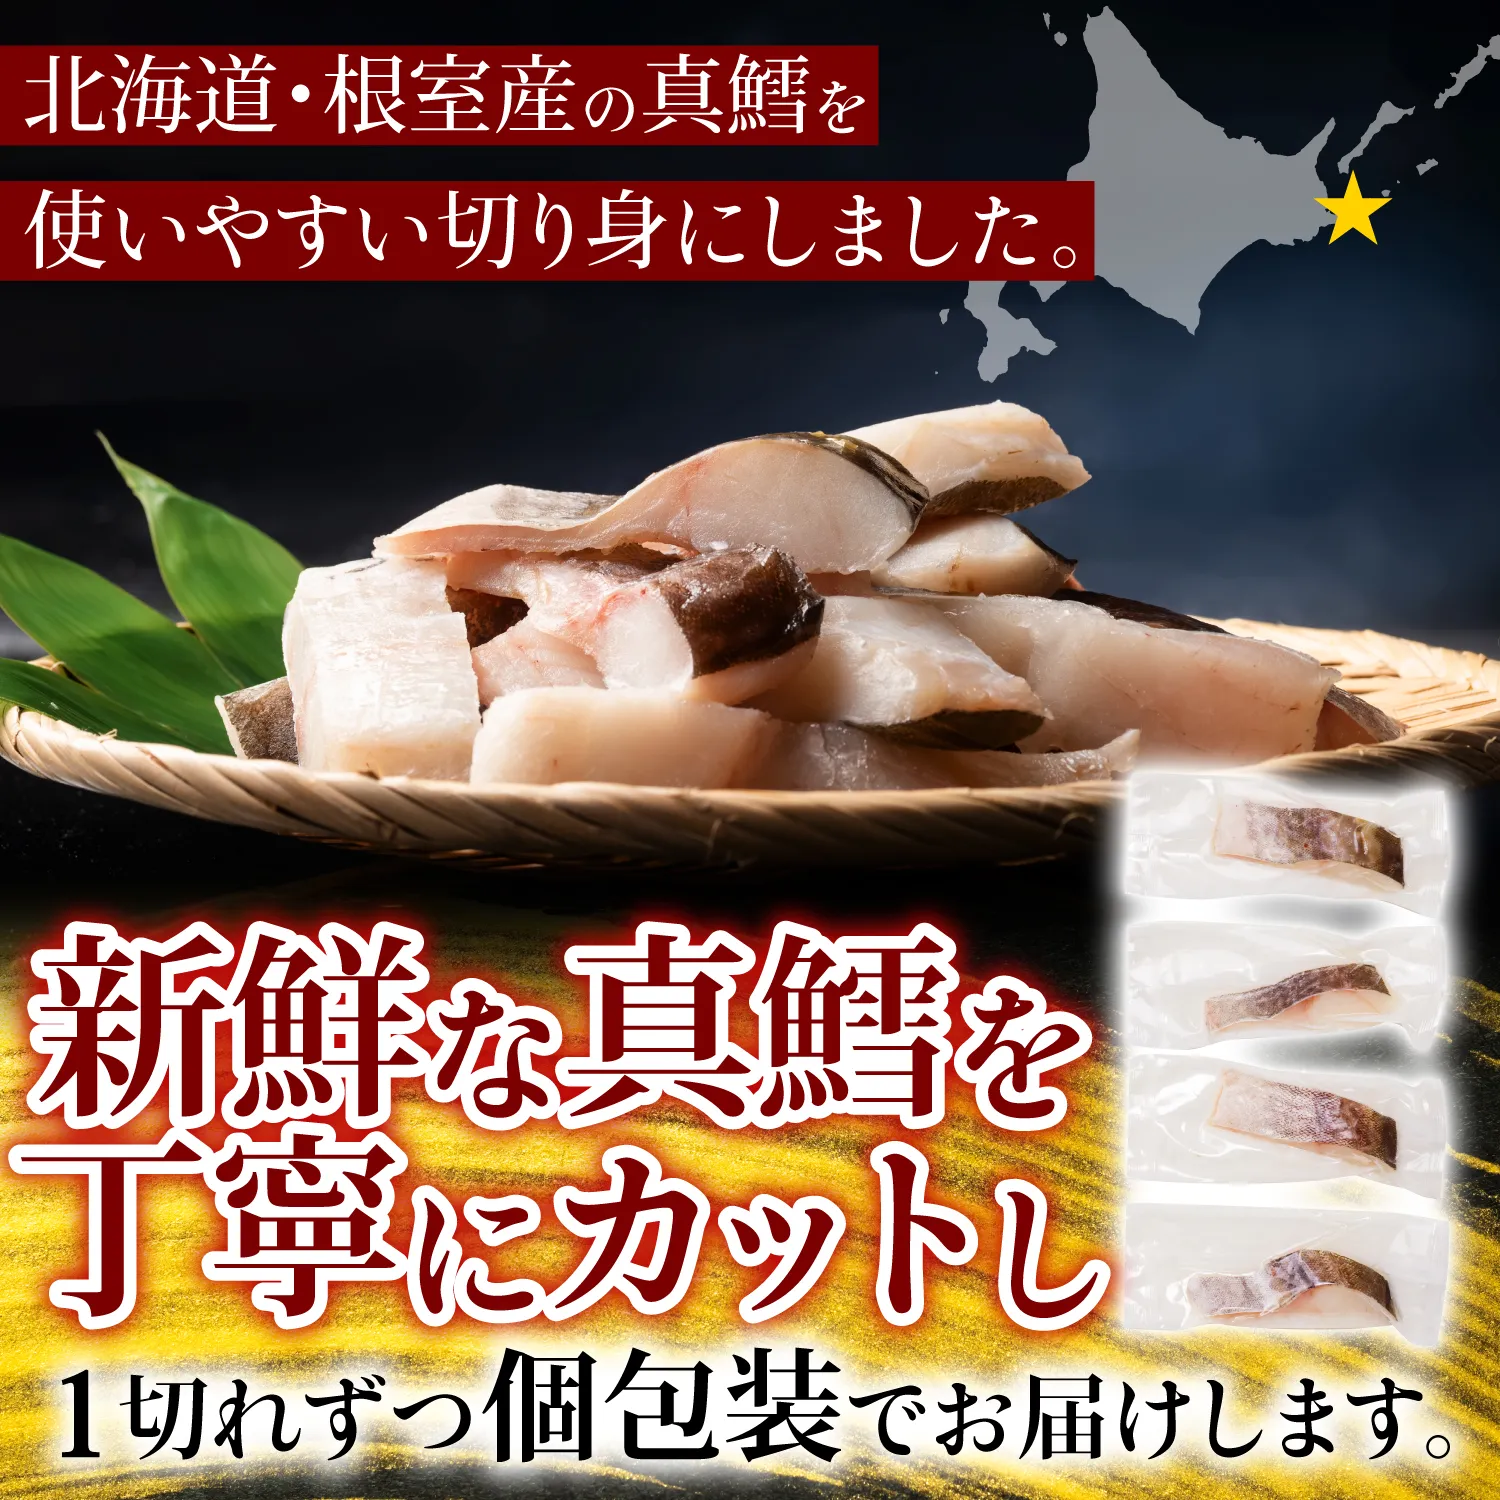 北海道・根室産の真鱈を
使いやすい切り身にしました。
新鮮な真鱈を
丁寧にカットし
1切れずつ個包装でお届けします。